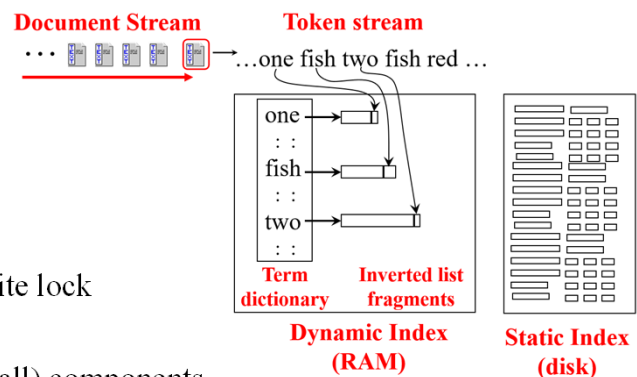 Document Stream
Token stream
…one fish two fish red …
one
: :
fish
: :
two
: :
Term
dictionary
Inverted list
fragments
Dynamic Index
(RAM)
Static Index
(disk)
ite lock
all) components